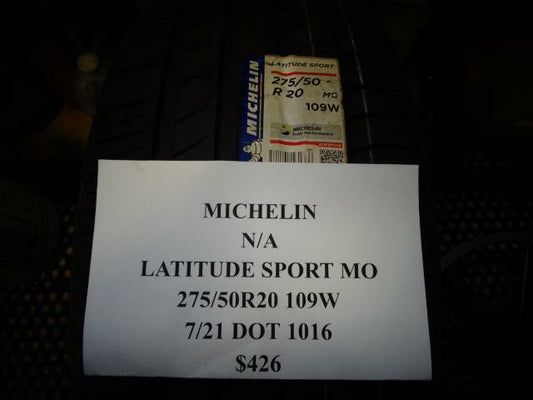 MICHELIN
LATITUDE SPORT
275/50
R 20 MO
109W
MICHELIN
MICHELIN
N/A
LATITUDE SPORT MO
275/50R20 109W
7/21 DOT 1016
$426